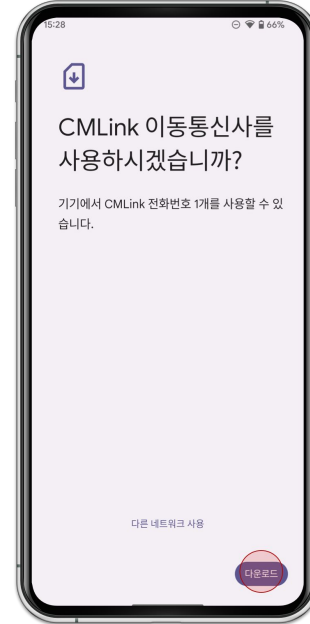 15:28
66%
CMLink 이동통신사를
사용하시겠습니까?
기기에서 CMLink 전화번호 1개를 사용할 수 있
습니다.
다른 네트워크 사용
다운로드